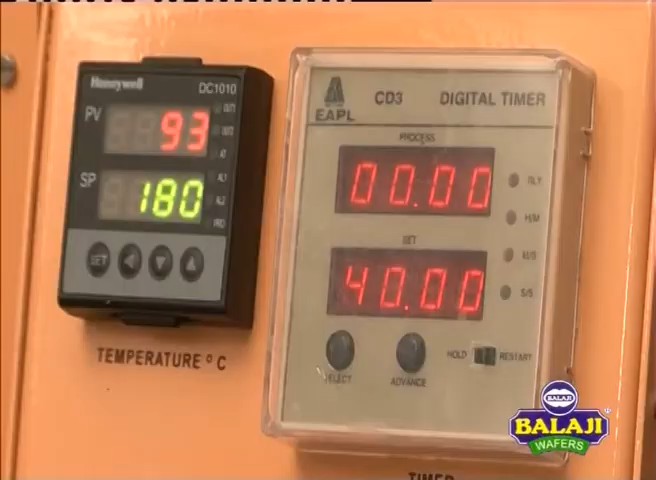 Honeywell
DC1010
PV
93
SP
180
SET
TEMPERATURE °C
EAPL
CD3
DIGITAL TIMER
PROCESS
00.00
SET
40.00
RLY
H/M
M/S
S/S
SELECT
ADVANCE
HOLD
RESTART
TIMER
BALAJI
BALAJI
WAFERS